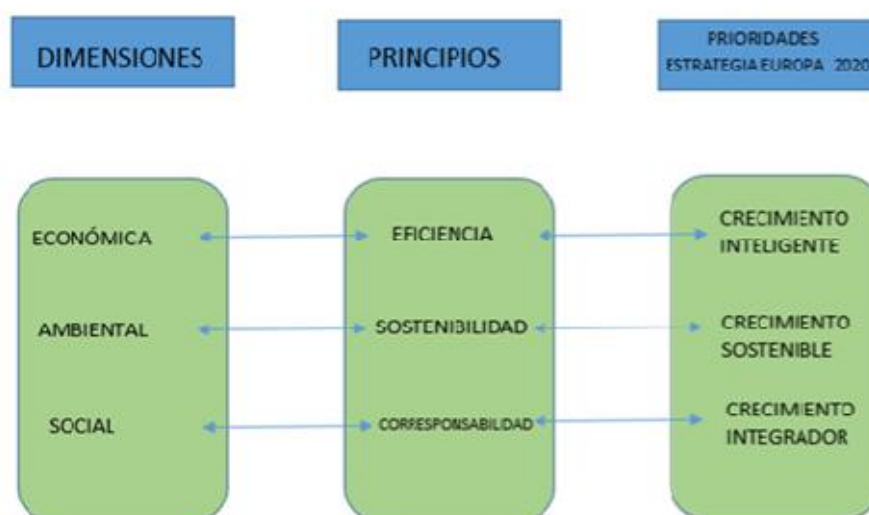 DIMENSIONES
PRINCIPIOS
PRIORIDADES
ESTRATEGIA EUROPA 2020
ECONÓMICA
EFICIENCIA
CRECIMIENTO
INTELIGENTE
AMBIENTAL
SOSTENIBILIDAD
CRECIMIENTO
SOSTENIBLE
SOCIAL
CORRESPONSABILIDAD
CRECIMIENTO
INTEGRADOR